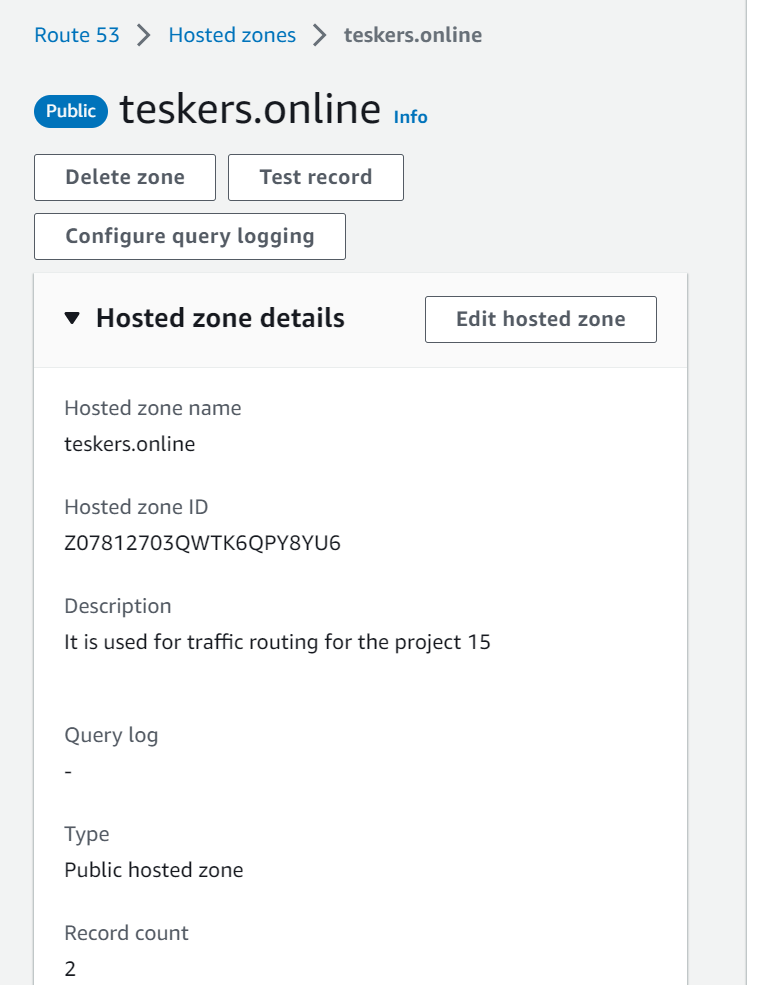 Route 53 > Hosted zones > teskers.online
Public teskers.online Info
Delete zone Test record
Configure query logging
Hosted zone details Edit hosted zone
Hosted zone name
teskers.online
Hosted zone ID
Z07812703QWTK6QPY8YU6
Description
It is used for traffic routing for the project 15
Query log
-
Type
Public hosted zone
Record count
2